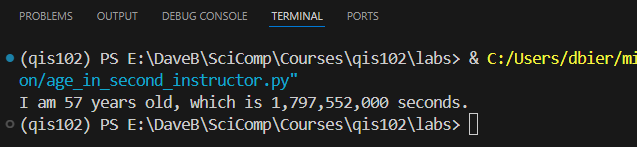 PROBLEMS OUTPUT DEBUG CONSOLE TERMINAL PORTS
(qis102) PS E:\DaveB\SciComp\Courses\qis102\labs> & C:/Users/dbier/mi
on/age_in_second_instructor.py"
I am 57 years old, which is 1,797,552,000 seconds.
(qis102) PS E:\DaveB\SciComp\Courses\qis102\labs>